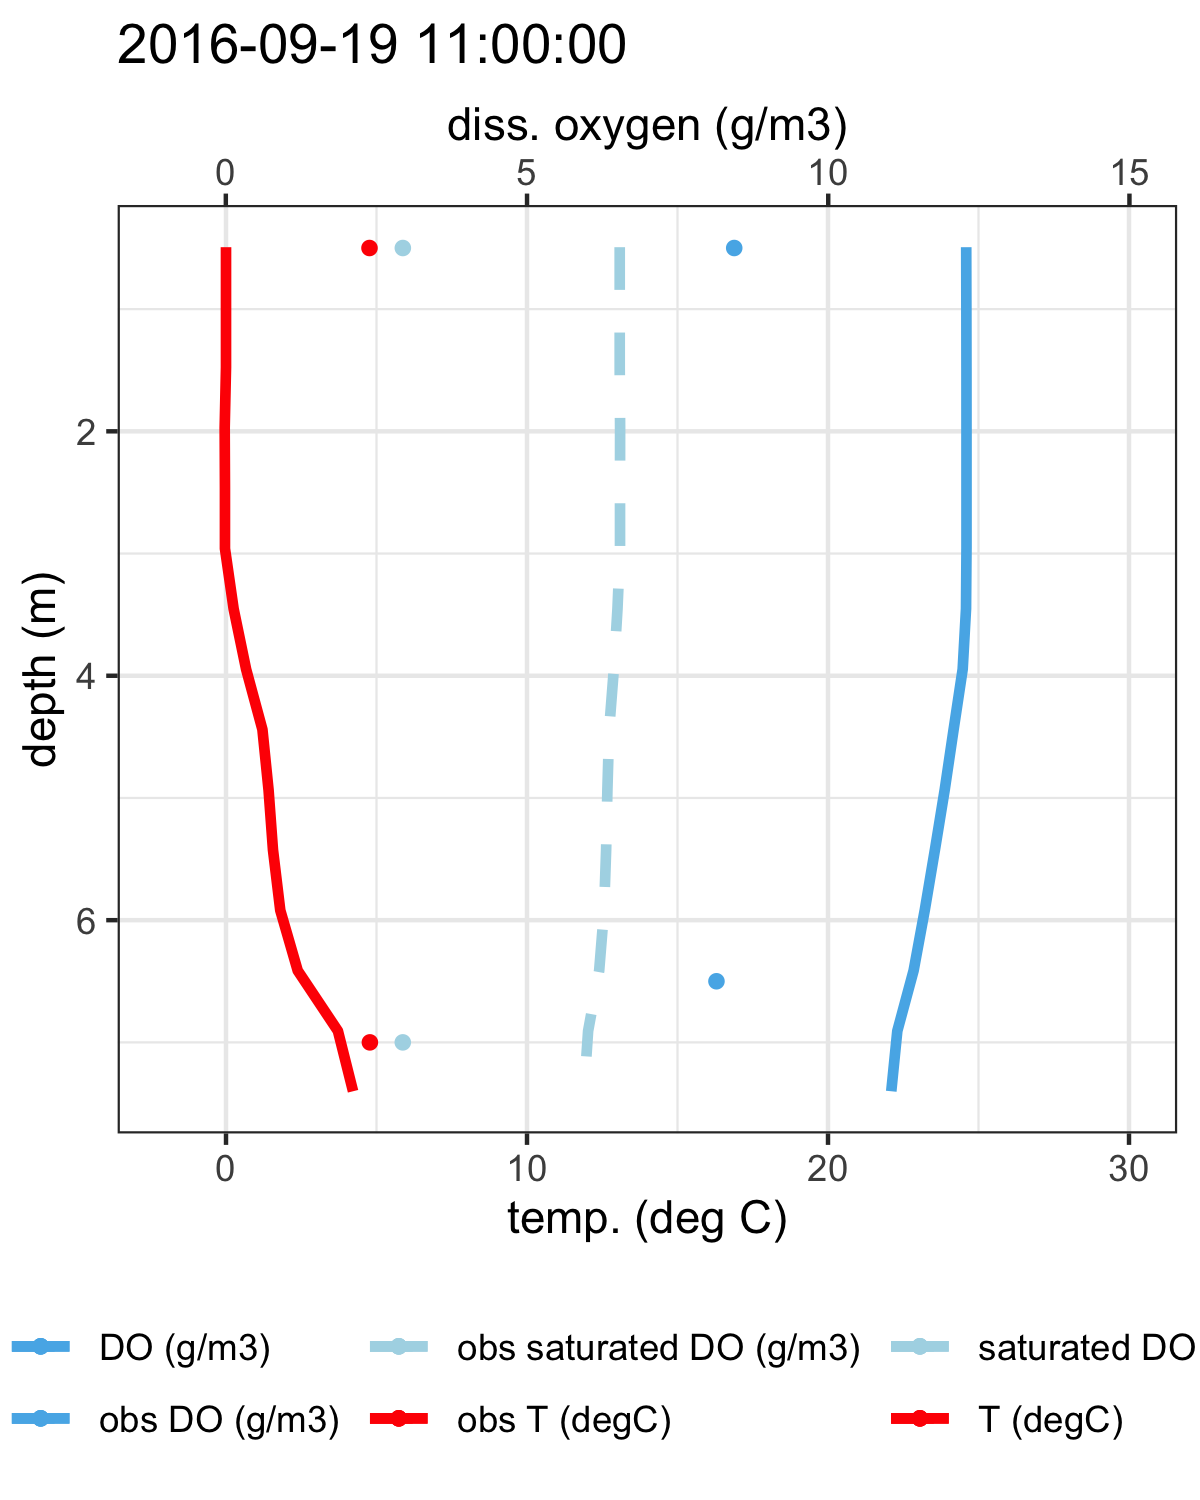 2016-09-19 11:00:00
diss. oxygen (g/m3)
0 5 10 15
2
4
6
depth (m)
0 10 20 30
temp. (deg C)
DO (g/m3) obs saturated DO (g/m3) saturated DO
obs DO (g/m3) obs T (degC) T (degC)